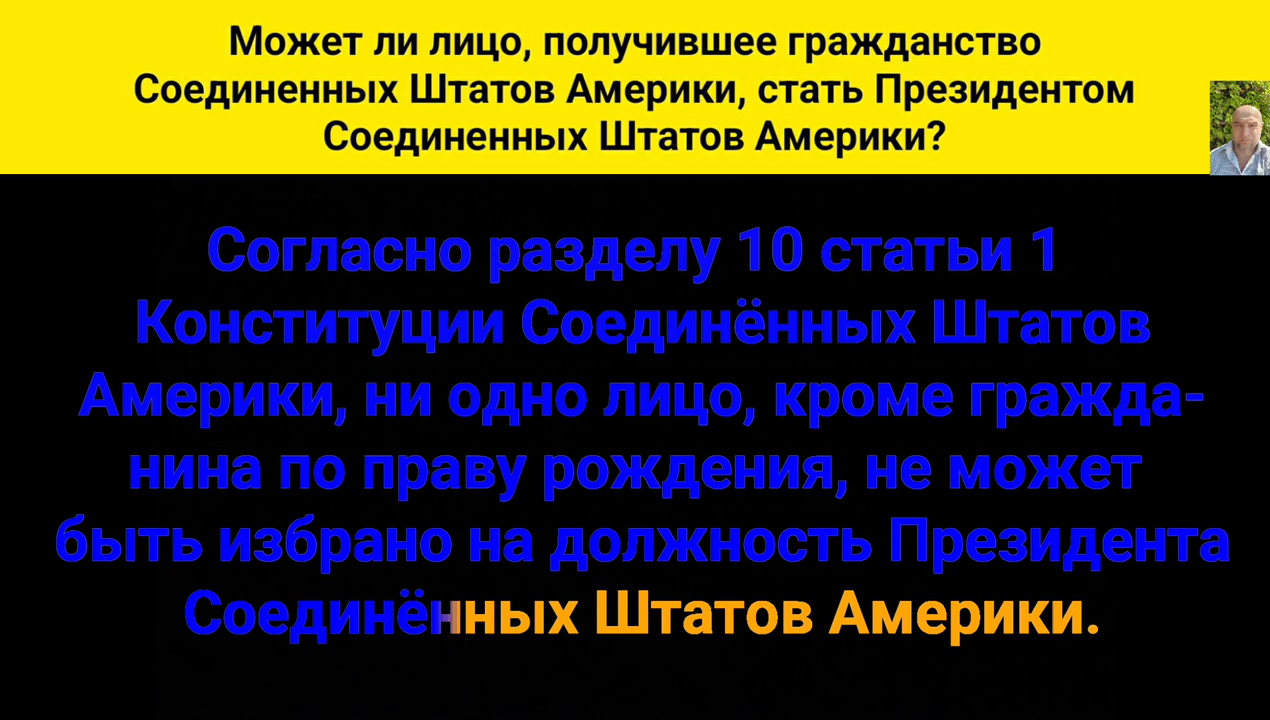 Может ли лицо, получившее гражданство
Соединенных Штатов Америки, стать Президентом
Соединенных Штатов Америки?
Согласно разделу 10 статьи 1
Конституции Соединённых Штатов
Америки, ни одно лицо, кроме гражда-
нина по праву рождения, не может
быть избрано на должность Президента
Соединённых Штатов Америки.